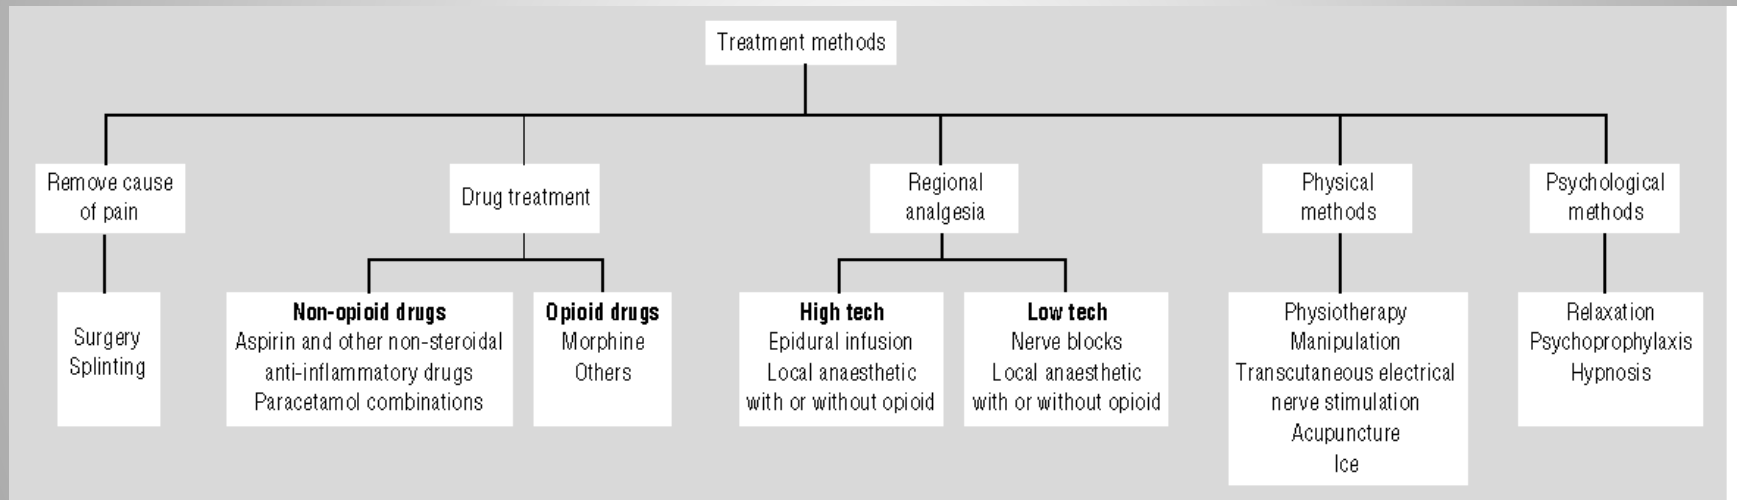 Treatment methods
Remove cause
of pain
Drug treatment
Regional
analgesia
Physical
methods
Psychological
methods
Surgery
Splinting
Non-opioid drugs
Aspirin and other non-steroidal
anti-inflammatory drugs
Paracetamol combinations
Opioid drugs
Morphine
Others
High tech
Epidural infusion
Local anaesthetic
with or without opioid
Low tech
Nerve blocks
Local anaesthetic
with or without opioid
Physiotherapy
Manipulation
Transcutaneous electrical
nerve stimulation
Acupuncture
Ice
Relaxation
Psychoprophylaxis
Hypnosis